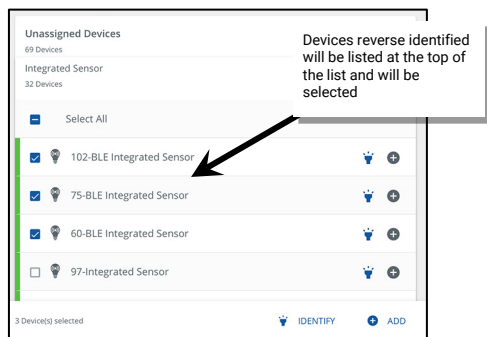 Unassigned Devices
69 Devices
Integrated Sensor
32 Devices
Select All
102-BLE Integrated Sensor
75-BLE Integrated Sensor
60-BLE Integrated Sensor
97-Integrated Sensor
3 Device(s) selected
IDENTIFY
ADD
Devices reverse identified
will be listed at the top of
the list and will be
selected